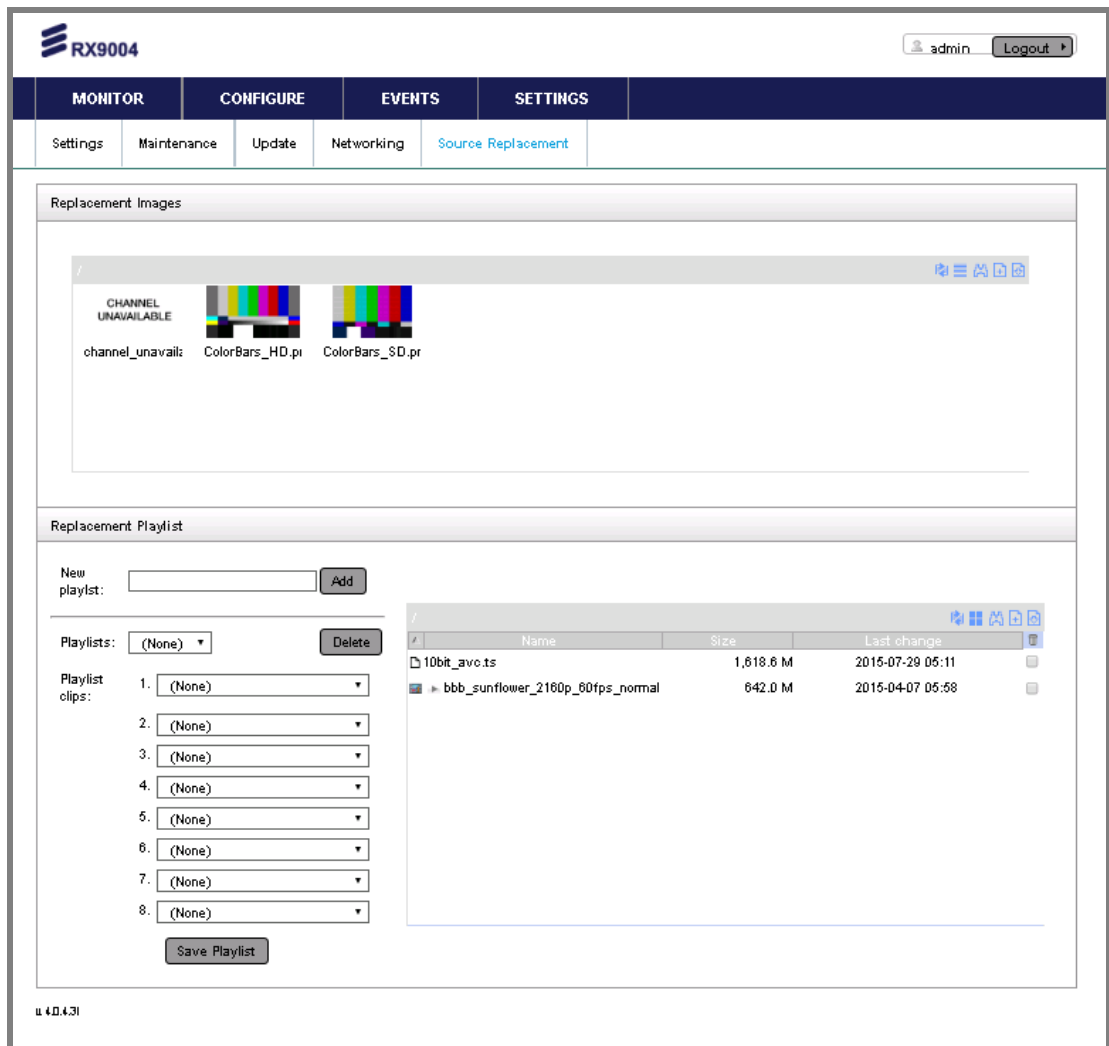 RX9004
admin Logout
MONITOR CONFIGURE EVENTS SETTINGS
Settings Maintenance Update Networking Source Replacement
Replacement Images
/
CHANNEL
UNAVAILABLE
channel_unavaila ColorBars_HD.pr ColorBars_SD.pr
Replacement Playlist
New
playlst:
Add
/
Playlists: (None) Delete
Name Size Last change
10bit_avc.ts 1,618.6 M 2015-07-29 05:11
bbb_sunflower_2160p_60fps_normal 642.0 M 2015-04-07 05:58
Playlist
clips:
1. (None)
2. (None)
3. (None)
4. (None)
5. (None)
6. (None)
7. (None)
8. (None)
Save Playlist